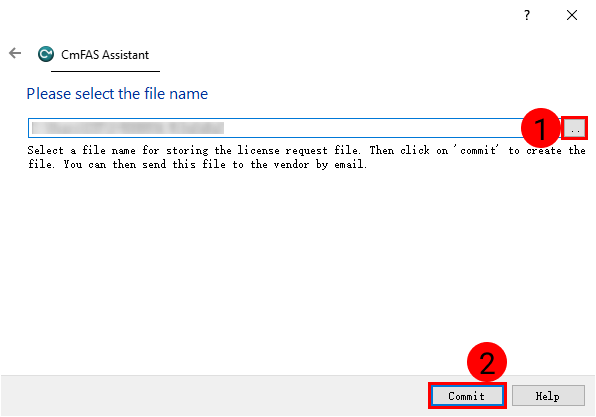 ?
CmFAS Assistant
Please select the file name
1
..
Select a file name for storing the license request file. Then click on 'commit' to create the
file. You can then send this file to the vendor by email.
2
Commit
Help